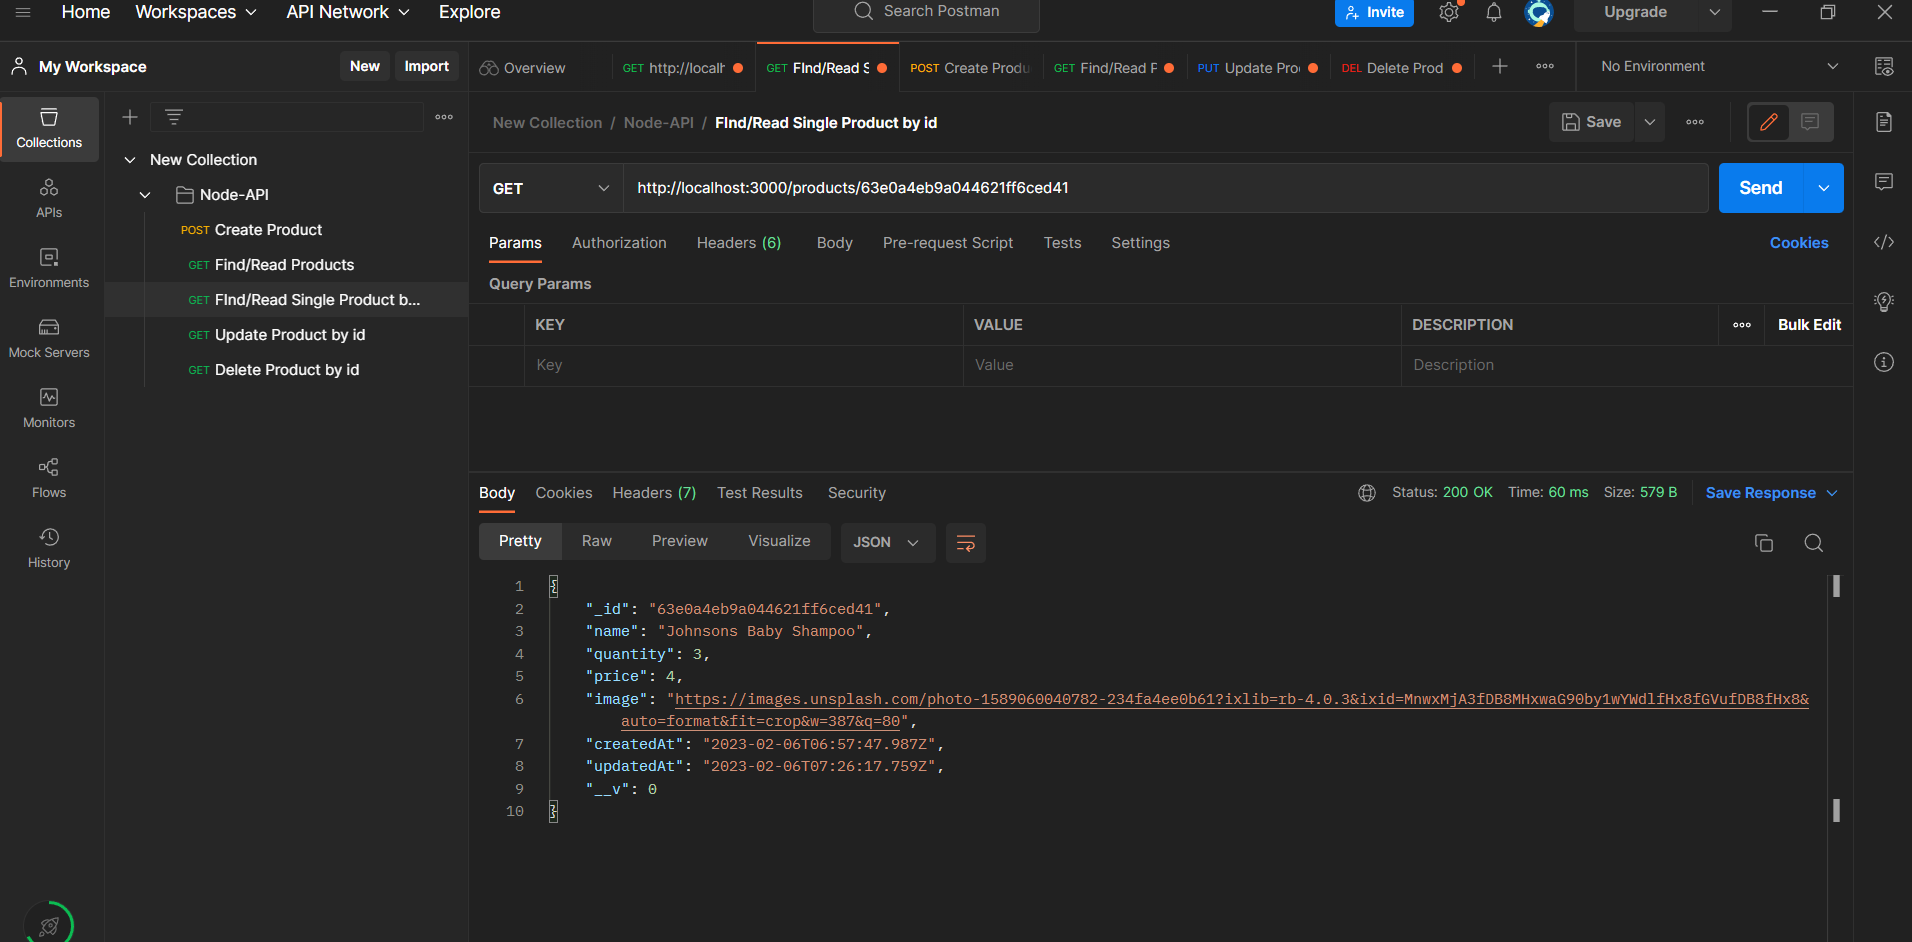 Home Workspaces API Network Explore Search Postman Invite Upgrade
My Workspace New Import
Overview GET http://localh GET FInd/Read S POST Create Produ GET Find/Read P PUT Update Pro DEL Delete Prod No Environment
Collections
APIs
Environments
Mock Servers
Monitors
Flows
History
New Collection
Node-API
POST Create Product
GET Find/Read Products
GET FInd/Read Single Product b...
GET Update Product by id
GET Delete Product by id
New Collection / Node-API / FInd/Read Single Product by id Save
GET http://localhost:3000/products/63e0a4eb9a044621ff6ced41 Send
Params Authorization Headers (6) Body Pre-request Script Tests Settings Cookies
Query Params
KEY VALUE DESCRIPTION Bulk Edit
Key Value Description
Body Cookies Headers (7) Test Results Security Status: 200 OK Time: 60 ms Size: 579 B Save Response
Pretty Raw Preview Visualize JSON
1 {
2 "_id": "63e0a4eb9a044621ff6ced41",
3 "name": "Johnsons Baby Shampoo",
4 "quantity": 3,
5 "price": 4,
6 "image": "https://images.unsplash.com/photo-1589060040782-234fa4ee0b61?ixlib=rb-4.0.3&ixid=MnwxMjA3fDB8MHxwaG90by1wYWdlfHx8fGVufDB8fHx8&
auto=format&fit=crop&w=387&q=80",
7 "createdAt": "2023-02-06T06:57:47.987Z",
8 "updatedAt": "2023-02-06T07:26:17.759Z",
9 "__v": 0
10 }